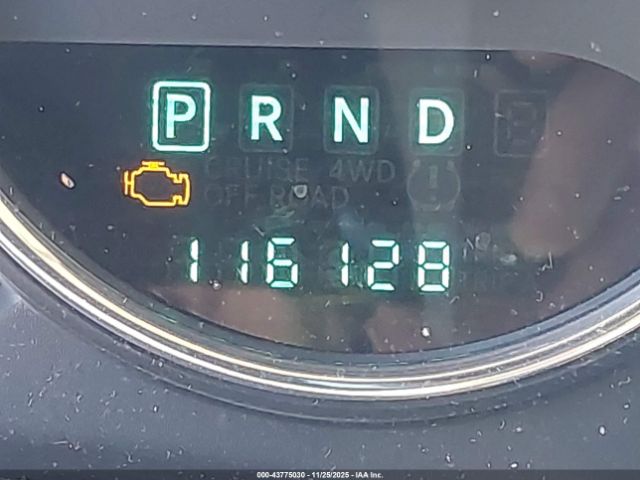 P R N D
CRUISE 4WD
OFF ROAD
116128
000-43775030 - 11/25/2025 - IAA Inc.